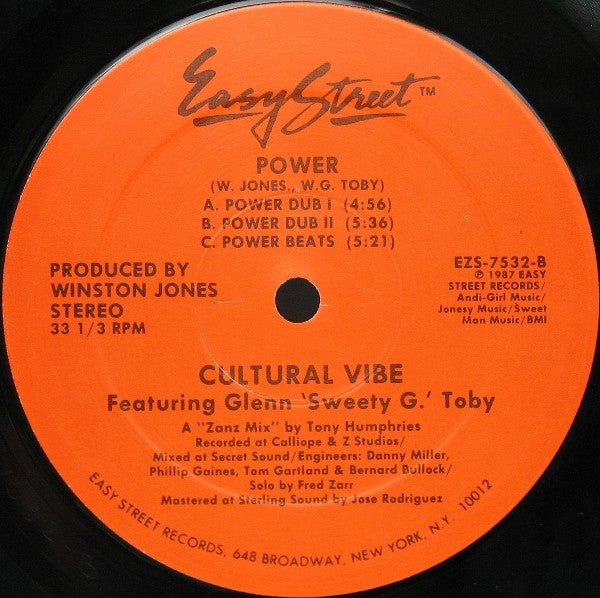 Easy Street™
POWER
(W. JONES., W.G. TOBY)
A. POWER DUB I (4:56)
B. POWER DUB II (5:36)
C. POWER BEATS (5:21)
PRODUCED BY
WINSTON JONES
STEREO
33 1/3 RPM
EZS-7532-B
℗ 1987 EASY
STREET RECORDS/
Andi-Girl Music/
Jonesy Music/Sweet
Man Music/BMI
CULTURAL VIBE
Featuring Glenn 'Sweety G.' Toby
A "Zanz Mix" by Tony Humphries
Recorded at Calliope & Z Studios/
Mixed at Secret Sound/Engineers: Danny Miller,
Phillip Gaines, Tom Gartland & Bernard Bullock/
Solo by Fred Zarr
Mastered at Sterling Sound by Jose Rodriguez
EASY STREET RECORDS, 648 BROADWAY, NEW YORK, N.Y. 10012